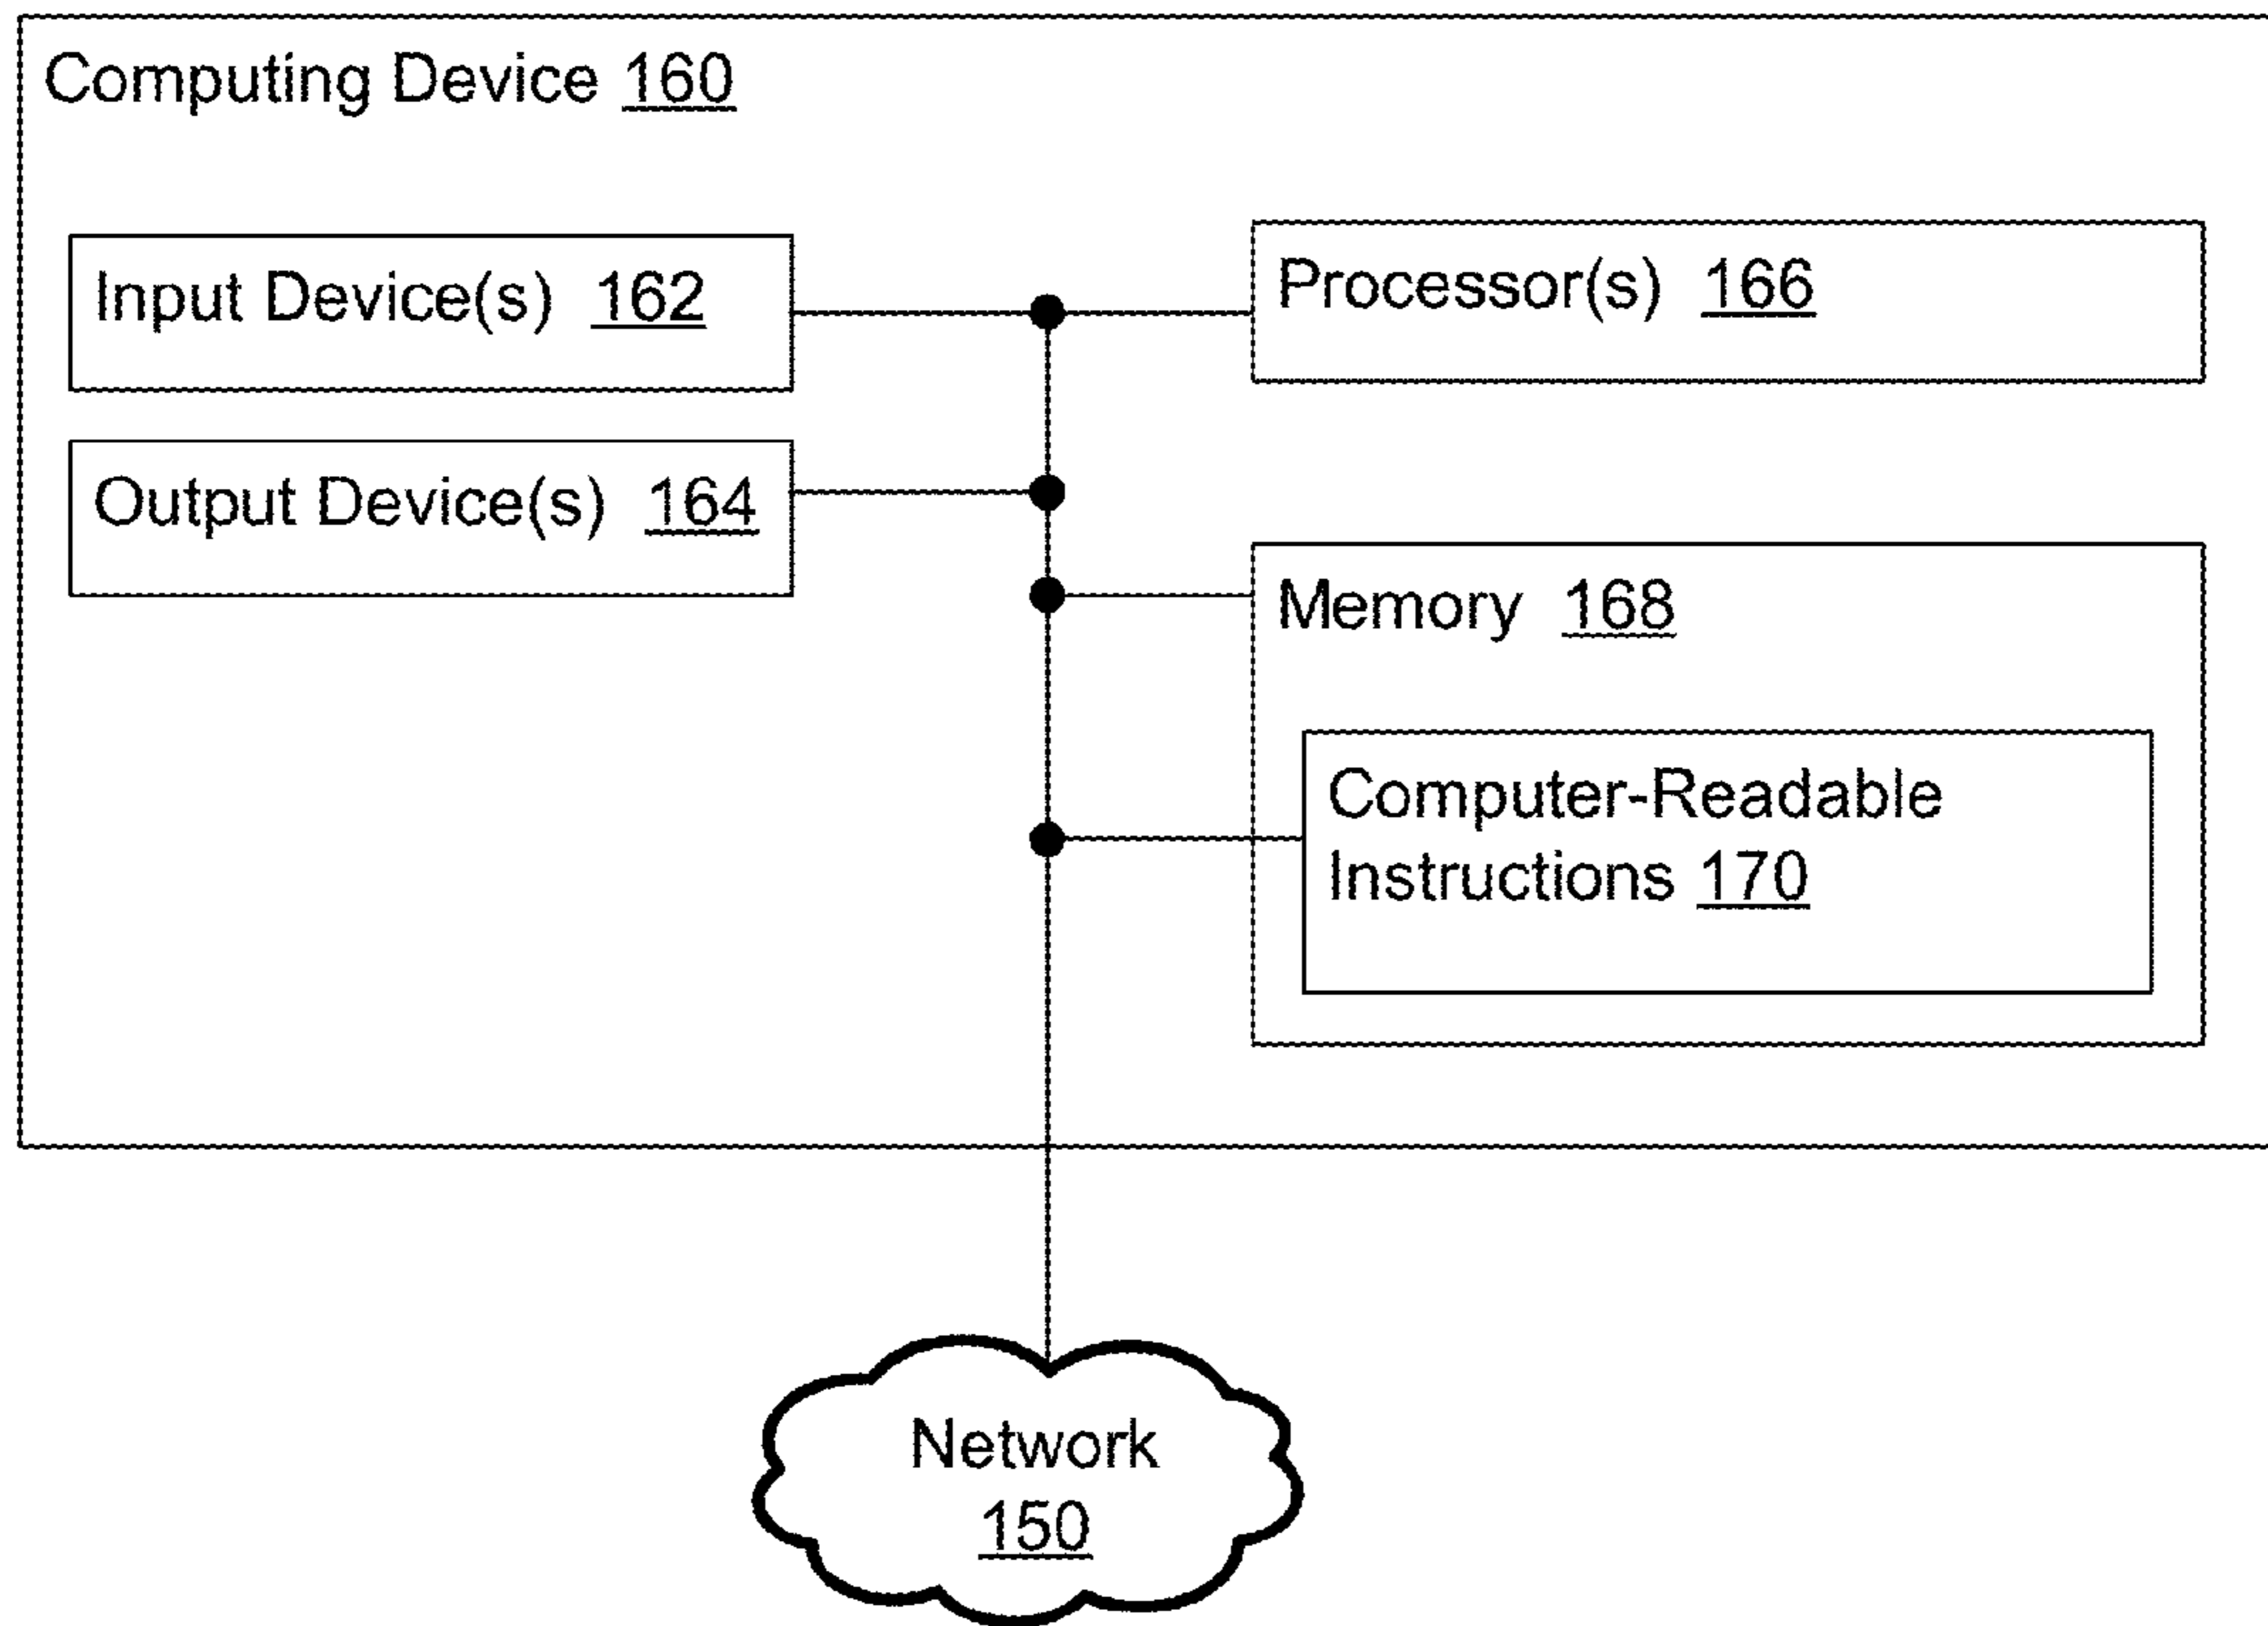 Computing Device 160
Input Device(s) 162
Processor(s) 166
Output Device(s) 164
Memory 168
Computer-Readable
Instructions 170
Network
150